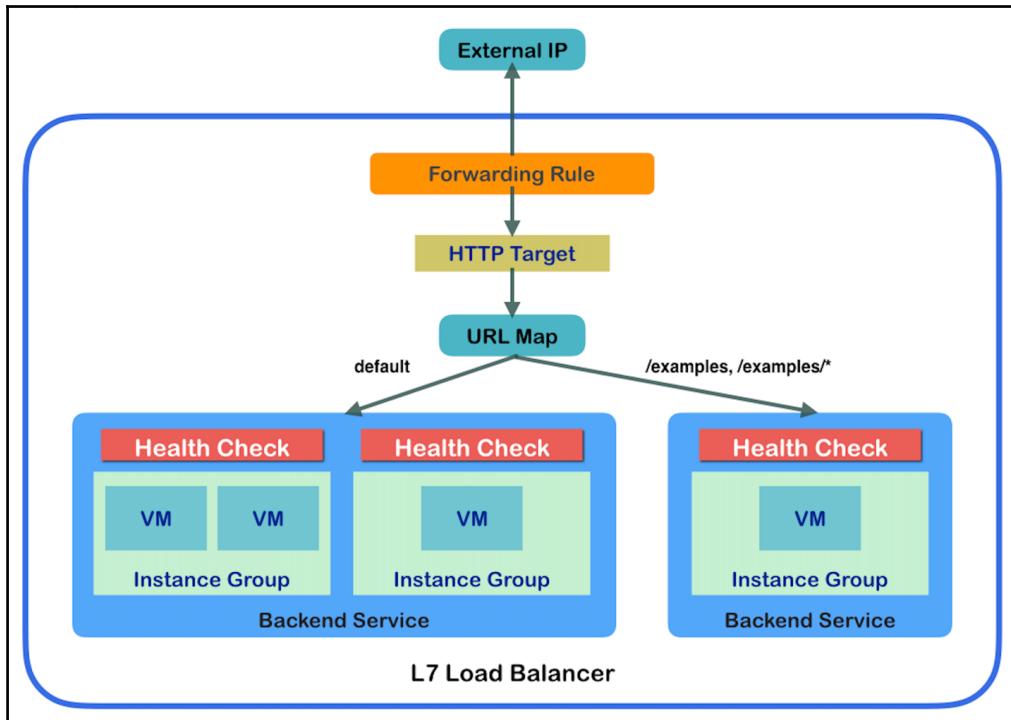 External IP
Forwarding Rule
HTTP Target
URL Map
default
/examples, /examples/*
Health Check
Health Check
Health Check
VM
VM
VM
VM
Instance Group
Instance Group
Instance Group
Backend Service
Backend Service
L7 Load Balancer